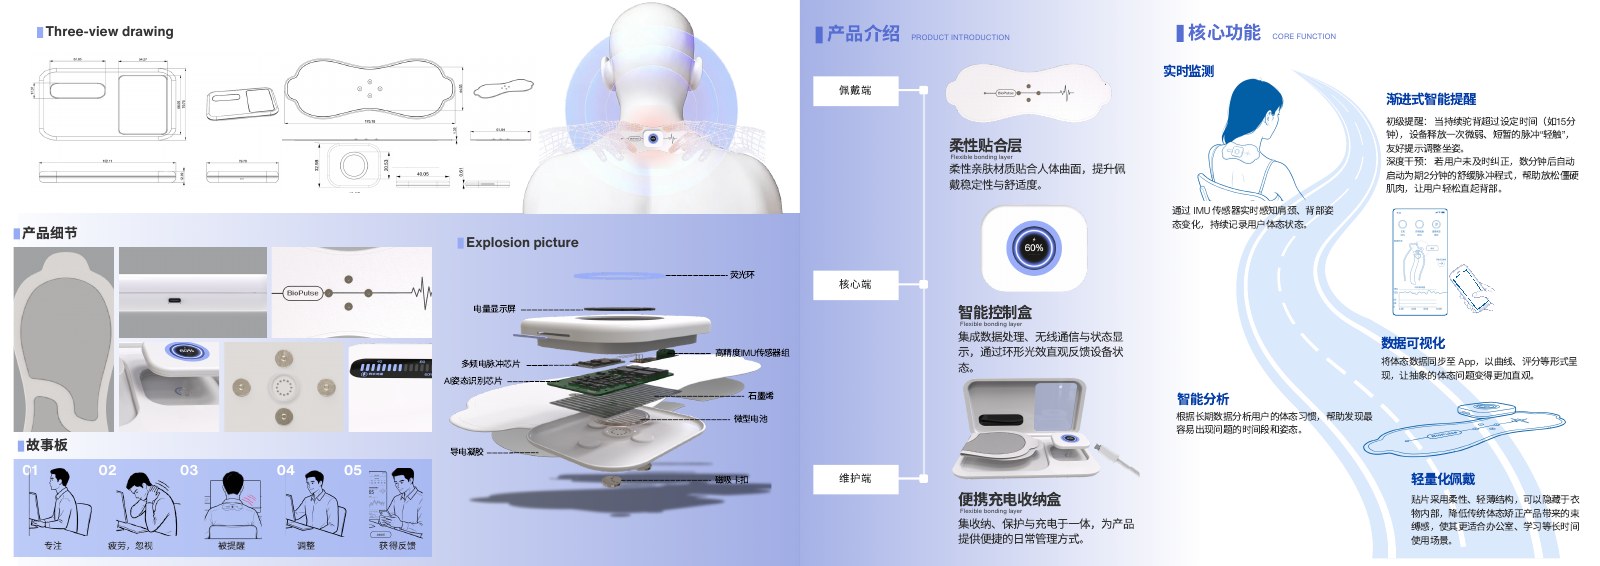 Three-view drawing
产品细节
BioPulse
60%
故事板
01
02
03
04
05
专注
疲劳，忽视
被提醒
调整
获得反馈
Explosion picture
荧光环
电量显示屏
高精度IMU传感器组
多频电脉冲芯片
AI姿态识别芯片
石墨烯
微型电池
导电凝胶
磁吸卡扣
产品介绍
PRODUCT INTRODUCTION
佩戴端
BioPulse
柔性贴合层
Flexible bonding layer
柔性亲肤材质贴合人体曲面，提升佩
戴稳定性与舒适度。
60%
核心端
智能控制盒
Flexible bonding layer
集成数据处理、无线通信与状态显
示，通过环形光效直观反馈设备状
态。
维护端
便携充电收纳盒
Flexible bonding layer
集收纳、保护与充电于一体，为产品
提供便捷的日常管理方式。
核心功能
CORE FUNCTION
实时监测
通过 IMU 传感器实时感知肩颈、背部姿
态变化，持续记录用户体态状态。
渐进式智能提醒
初级提醒：当持续驼背超过设定时间（如15分
钟），设备释放一次微弱、短暂的脉冲“轻触”，
友好提示调整坐姿。
深度干预：若用户未及时纠正，数分钟后自动
启动为期2分钟的舒缓脉冲程式，帮助放松僵硬
肌肉，让用户轻松直起背部。
数据可视化
将体态数据同步至 App，以曲线、评分等形式呈
现，让抽象的体态问题变得更加直观。
智能分析
根长期数据分析用户的体态习惯，帮助发现最
容易出现问题的时间段和姿态。
BioPulse
轻量化佩戴
贴片采用柔性、轻薄结构，可以隐藏于衣
物内部，降低传统体态矫正产品带来的束
缚感，使其更适合办公室、学习等长时间
使用场景。